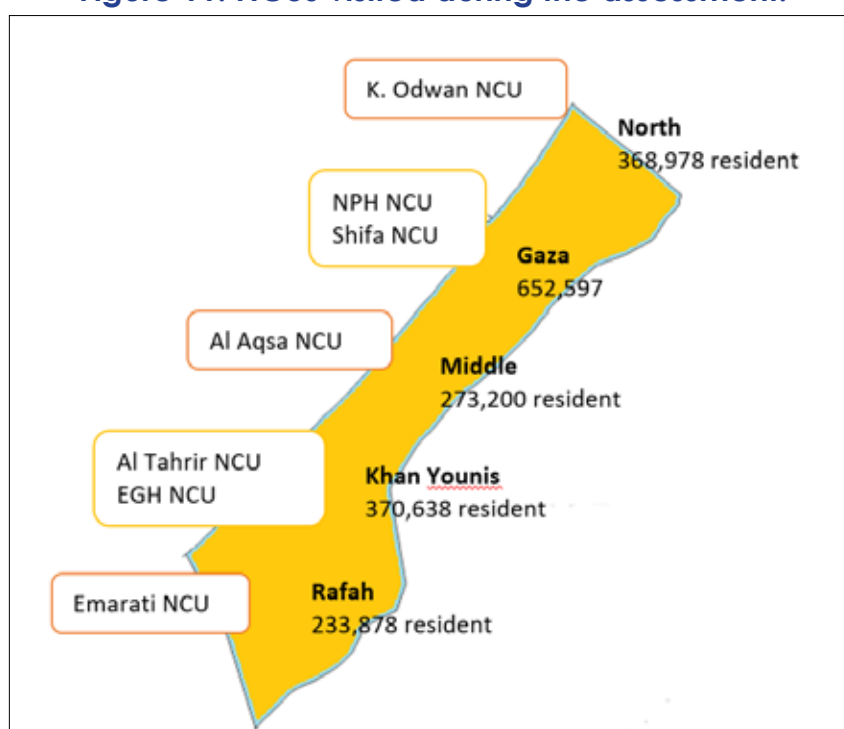 K. Odwan NCU
North
368,978 resident
NPH NCU
Shifa NCU
Gaza
652,597
Al Aqsa NCU
Middle
273,200 resident
Al Tahrir NCU
EGH NCU
Khan Younis
370,638 resident
Emarati NCU
Rafah
233,878 resident